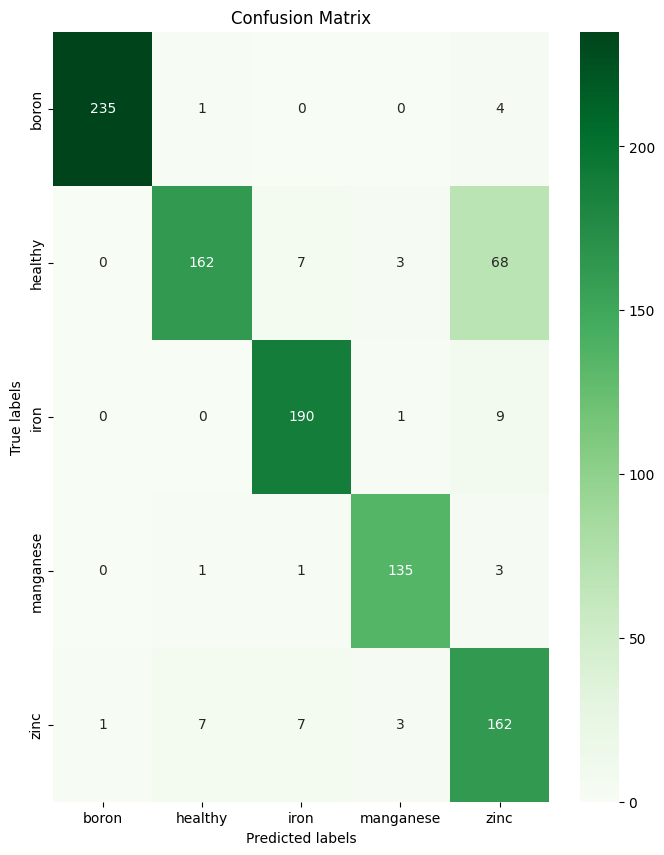 Confusion Matrix
boron 235 1 0 0 4
healthy 0 162 7 3 68
iron 0 0 190 1 9
manganese 0 1 1 135 3
zinc 1 7 7 3 162
boron healthy iron manganese zinc
Predicted labels
True labels
200
150
100
50
0